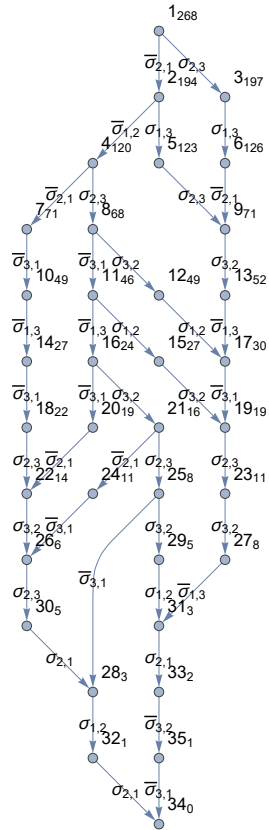 1₂₆₈
σ̅₂,₁ σ₂,₃
2₁₉₄ 3₁₉₇
σ̅₁,₂ σ₁,₃ σ₁,₃
4₁₂₀ 5₁₂₃ 6₁₂₆
σ̅₂,₁ σ₂,₃ σ₂,₃ σ̅₂,₁
7₇₁ 8₆₈ 9₇₁
σ̅₃,₁ σ̅₃,₁ σ₃,₂ σ₃,₂
10₄₉ 11₄₆ 12₄₉ 13₅₂
σ̅₁,₃ σ̅₁,₃ σ₁,₂ σ₁,₂ σ̅₁,₃
14₂₇ 16₂₄ 15₂₇ 17₃₀
σ̅₃,₁ σ̅₃,₁ σ₃,₂ σ₃,₂ σ̅₃,₁
18₂₂ 20₁₉ 21₁₆ 19₁₉
σ₂,₃ σ̅₂,₁ σ̅₂,₁ σ₂,₃ σ₂,₃
22₁₄ 24₁₁ 25₈ 23₁₁
σ₃,₂ σ̅₃,₁ σ₃,₂ σ₃,₂
26₆ 29₅ 27₈
σ₂,₃ σ̅₃,₁ σ₁,₂ σ̅₁,₃
30₅ 31₃
σ₂,₁ σ₂,₁
28₃ 33₂
σ₁,₂ σ̅₃,₂
32₁ 35₁
σ₂,₁ σ̅₃,₁
34₀